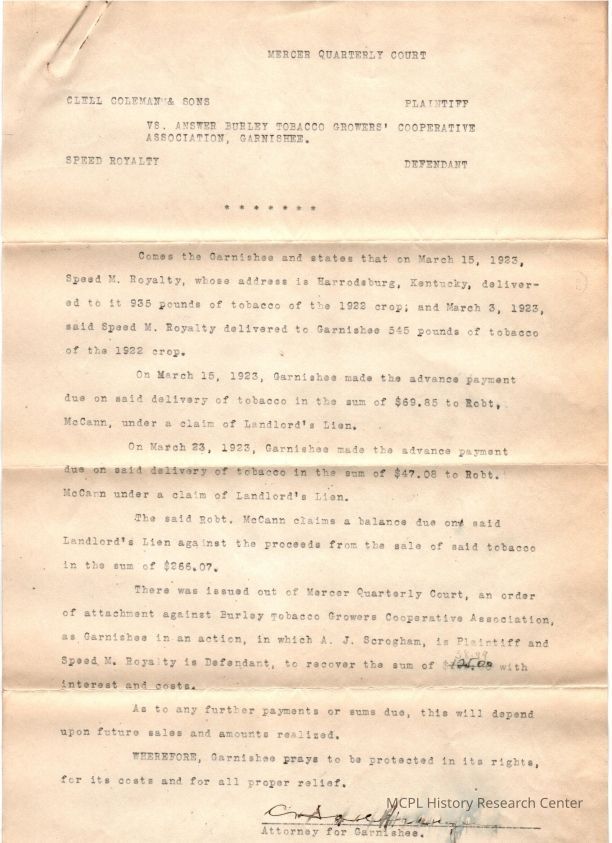 MERCER QUARTERLY COURT
CLELL COLEMAN & SONS PLAINTIFF
VS. ANSWER BURLEY TOBACCO GROWERS' COOPERATIVE
ASSOCIATION, GARNISHEE.
SPEED ROYALTY DEFENDANT
* * * * * * *
Comes the Garnishee and states that on March 15, 1923,
Speed M. Royalty, whose address is Harrodsburg, Kentucky, deliver-
ed to it 935 pounds of tobacco of the 1922 crop; and March 3, 1923,
said Speed M. Royalty delivered to Garnishee 545 pounds of tobacco
of the 1922 crop.
On March 15, 1923, Garnishee made the advance payment
due on said delivery of tobacco in the sum of $69.85 to Robt,
McCann, under a claim of Landlord's Lien.
On March 23, 1923, Garnishee made the advance payment
due on said delivery of tobacco in the sum of $47.08 to Robt.
McCann under a claim of Landlord's Lien.
The said Robt. McCann claims a balance due on said
Landlord's Lien against the proceeds from the sale of said tobacco
in the sum of $266.07.
There was issued out of Mercer Quarterly Court, an order
of attachment against Burley Tobacco Growers Cooperative Association,
as Garnishee in an action, in which A. J. Scrogham, is Plaintiff and
Speed M. Royalty is Defendant, to recover the sum of $ with
interest and costs.
As to any further payments or sums due, this will depend
upon future sales and amounts realized.
WHEREFORE, Garnishee prays to be protected in its rights,
for its costs and for all proper relief.
MCPL History Research Center
Attorney for Garnishee.